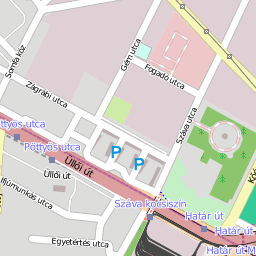 Sorela köz
Gém utca
Fogadó utca
Zágrábi utca
Száva utca
Pöttyös utca
Pöttyös utca
Üllői út
Üllői út
Ifjúmunkás utca
Száva kocsiszín
Határ út
Határ út
Határ út M
Egyetértés utca
P
P